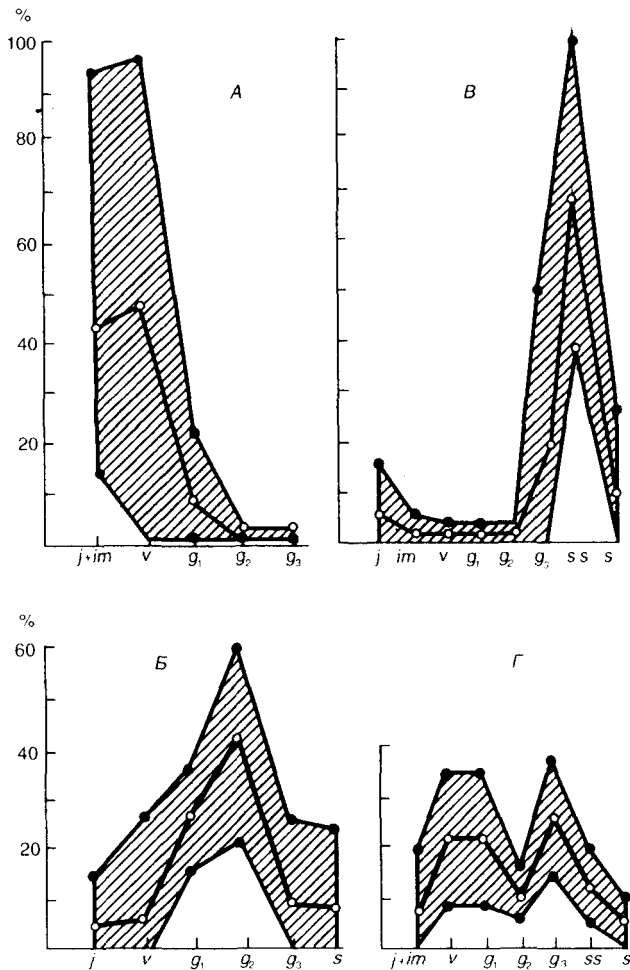 %
100
80
60
40
20
А
j+im v g₁ g₂ g₃
В
j im v g₁ g₂ g₃ ss s
%
60
40
20
Б
j v g₁ g₂ g₃ s
Г
j+im v g₁ g₂ g₃ ss s